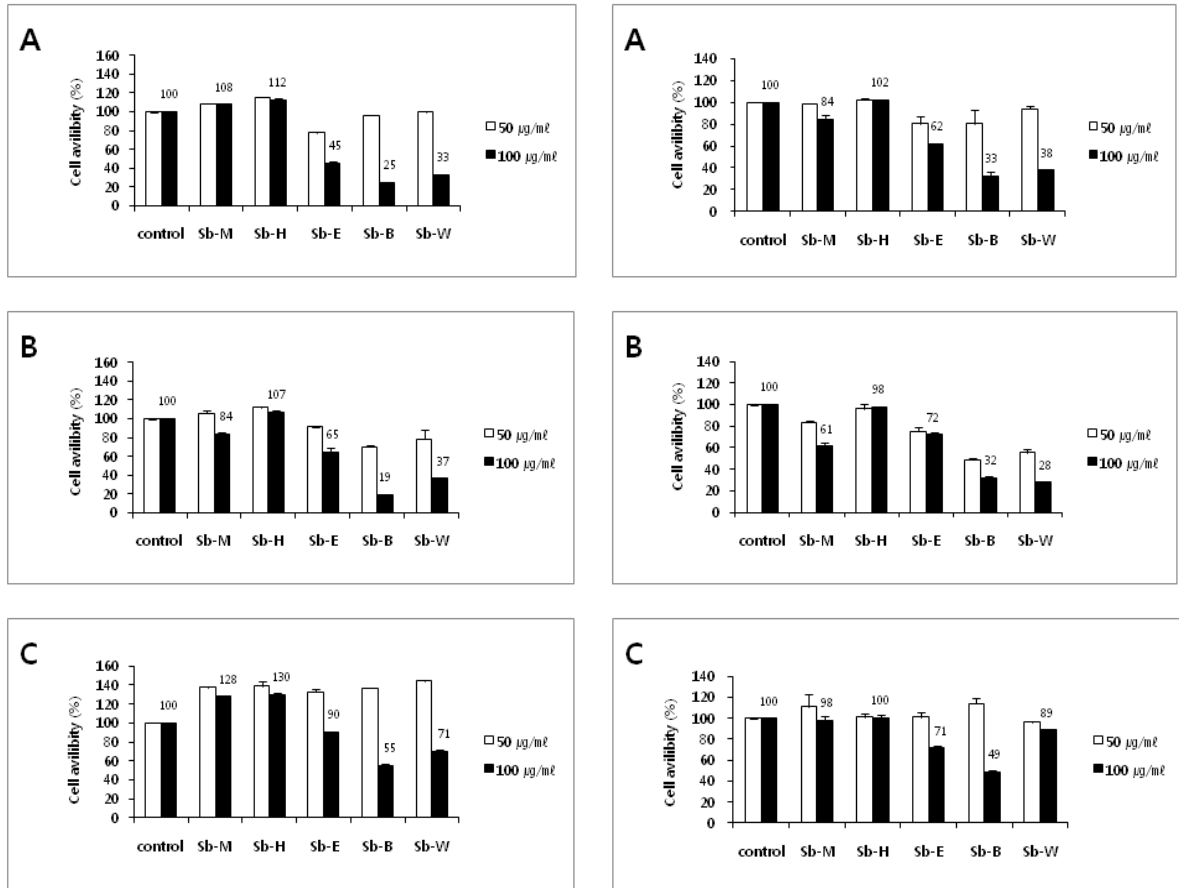 A
Cell avilibity (%)
160
140
120
100
80
60
40
20
0
100
108
112
45
25
33
control Sb-M Sb-H Sb-E Sb-B Sb-W
50 μg/mℓ
100 μg/mℓ
A
Cell avilibity (%)
140
120
100
80
60
40
20
0
100
84
102
62
33
38
control Sb-M Sb-H Sb-E Sb-B Sb-W
50 μg/mℓ
100 μg/mℓ
B
Cell avilibity (%)
160
140
120
100
80
60
40
20
0
100
84
107
65
19
37
control Sb-M Sb-H Sb-E Sb-B Sb-W
50 μg/mℓ
100 μg/mℓ
B
Cell avilibity (%)
140
120
100
80
60
40
20
0
100
61
98
72
32
28
control Sb-M Sb-H Sb-E Sb-B Sb-W
50 μg/mℓ
100 μg/mℓ
C
Cell avilibity (%)
160
140
120
100
80
60
40
20
0
100
128
130
90
55
71
control Sb-M Sb-H Sb-E Sb-B Sb-W
50 μg/mℓ
100 μg/mℓ
C
Cell avilibity (%)
140
120
100
80
60
40
20
0
100
98
100
71
49
89
control Sb-M Sb-H Sb-E Sb-B Sb-W
50 μg/mℓ
100 μg/mℓ